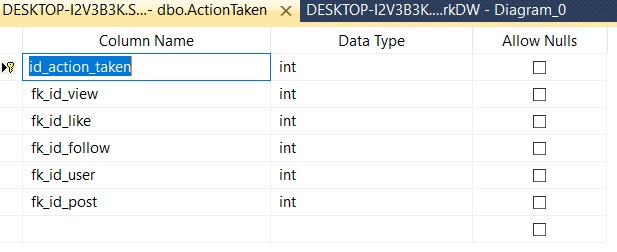 DESKTOP-I2V3B3K.S...- dbo.ActionTaken DESKTOP-I2V3B3K....rkDW - Diagram_0
Column Name Data Type Allow Nulls
id_action_taken int
fk_id_view int
fk_id_like int
fk_id_follow int
fk_id_user int
fk_id_post int